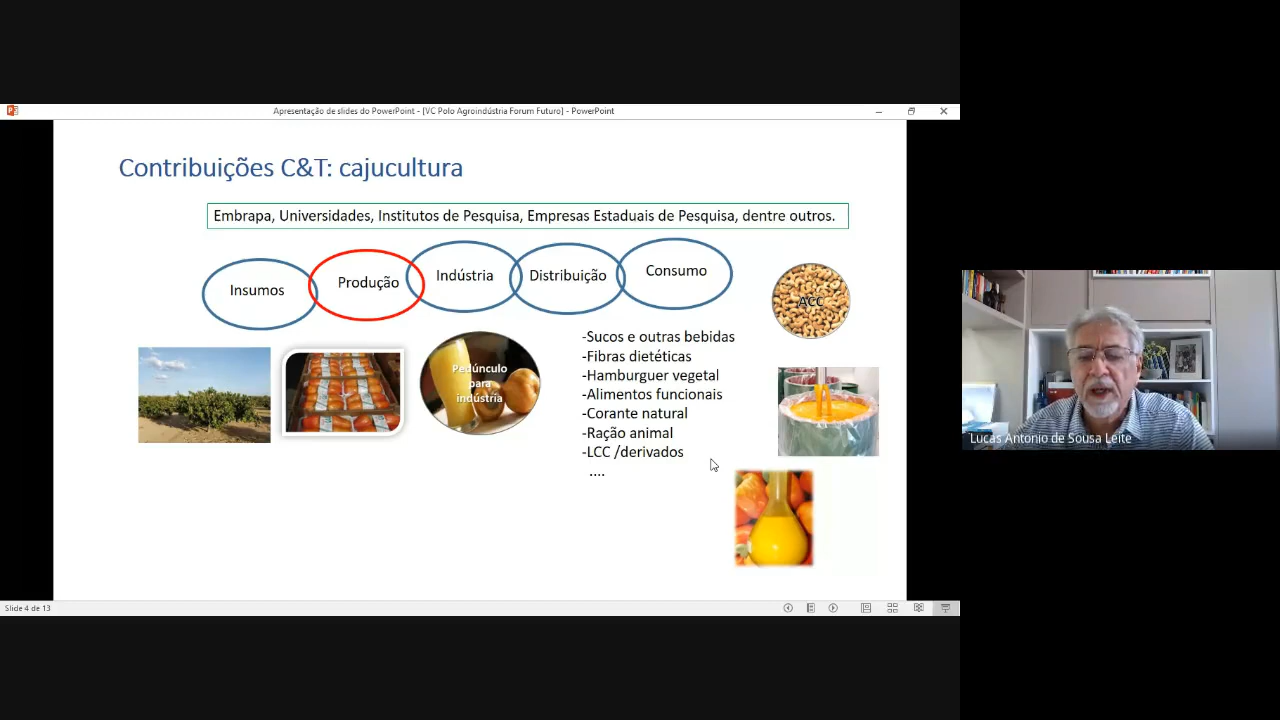 Apresentação de slides do PowerPoint - [VC Polo Agroindústria Forum Futuro] - PowerPoint
Contribuições C&T: cajucultura
Embrapa, Universidades, Institutos de Pesquisa, Empresas Estaduais de Pesquisa, dentre outros.
Insumos
Produção
Indústria
Distribuição
Consumo
ACC
Pedúnculo
para
indústria
-Sucos e outras bebidas
-Fibras dietéticas
-Hamburguer vegetal
-Alimentos funcionais
-Corante natural
-Ração animal
-LCC /derivados
....
Lucas Antonio de Sousa Leite
Slide 4 de 13